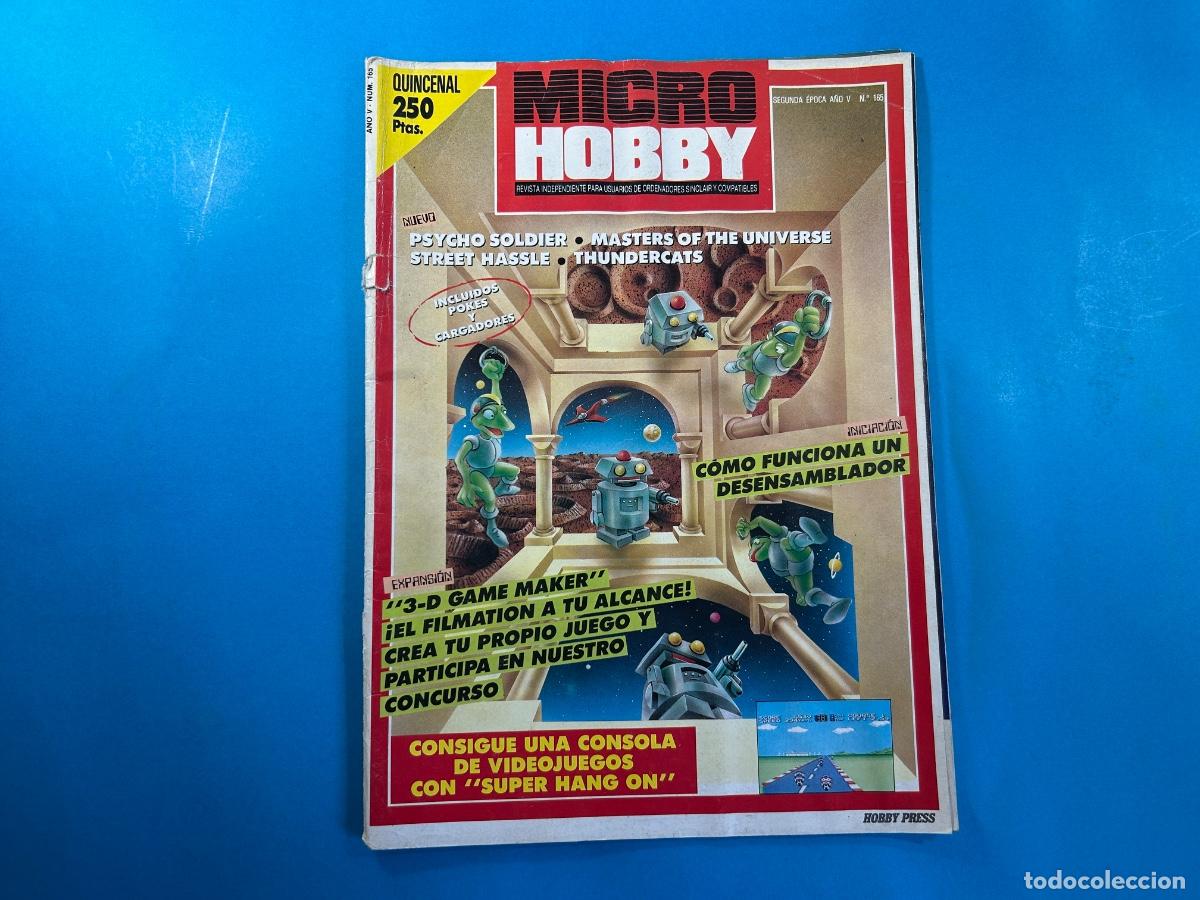 QUINCENAL
250
Ptas.
AÑO V - NUM. 165
MICRO
HOBBY
REVISTA INDEPENDIENTE PARA USUARIOS DE ORDENADORES SINCLAIR Y COMPATIBLES
SEGUNDA ÉPOCA AÑO V N.º 165
NUEVO
PSYCHO SOLDIER • MASTERS OF THE UNIVERSE
STREET HASSLE • THUNDERCATS
INCLUIDOS
POKES
Y
CARGADORES
INICIACIÓN
CÓMO FUNCIONA UN
DESENSAMBLADOR
EXPANSIÓN
"3-D GAME MAKER"
¡EL FILMATION A TU ALCANCE!
CREA TU PROPIO JUEGO Y
PARTICIPA EN NUESTRO
CONCURSO
CONSIGUE UNA CONSOLA
DE VIDEOJUEGOS
CON "SUPER HANG ON"
HOBBY PRESS
todocoleccion